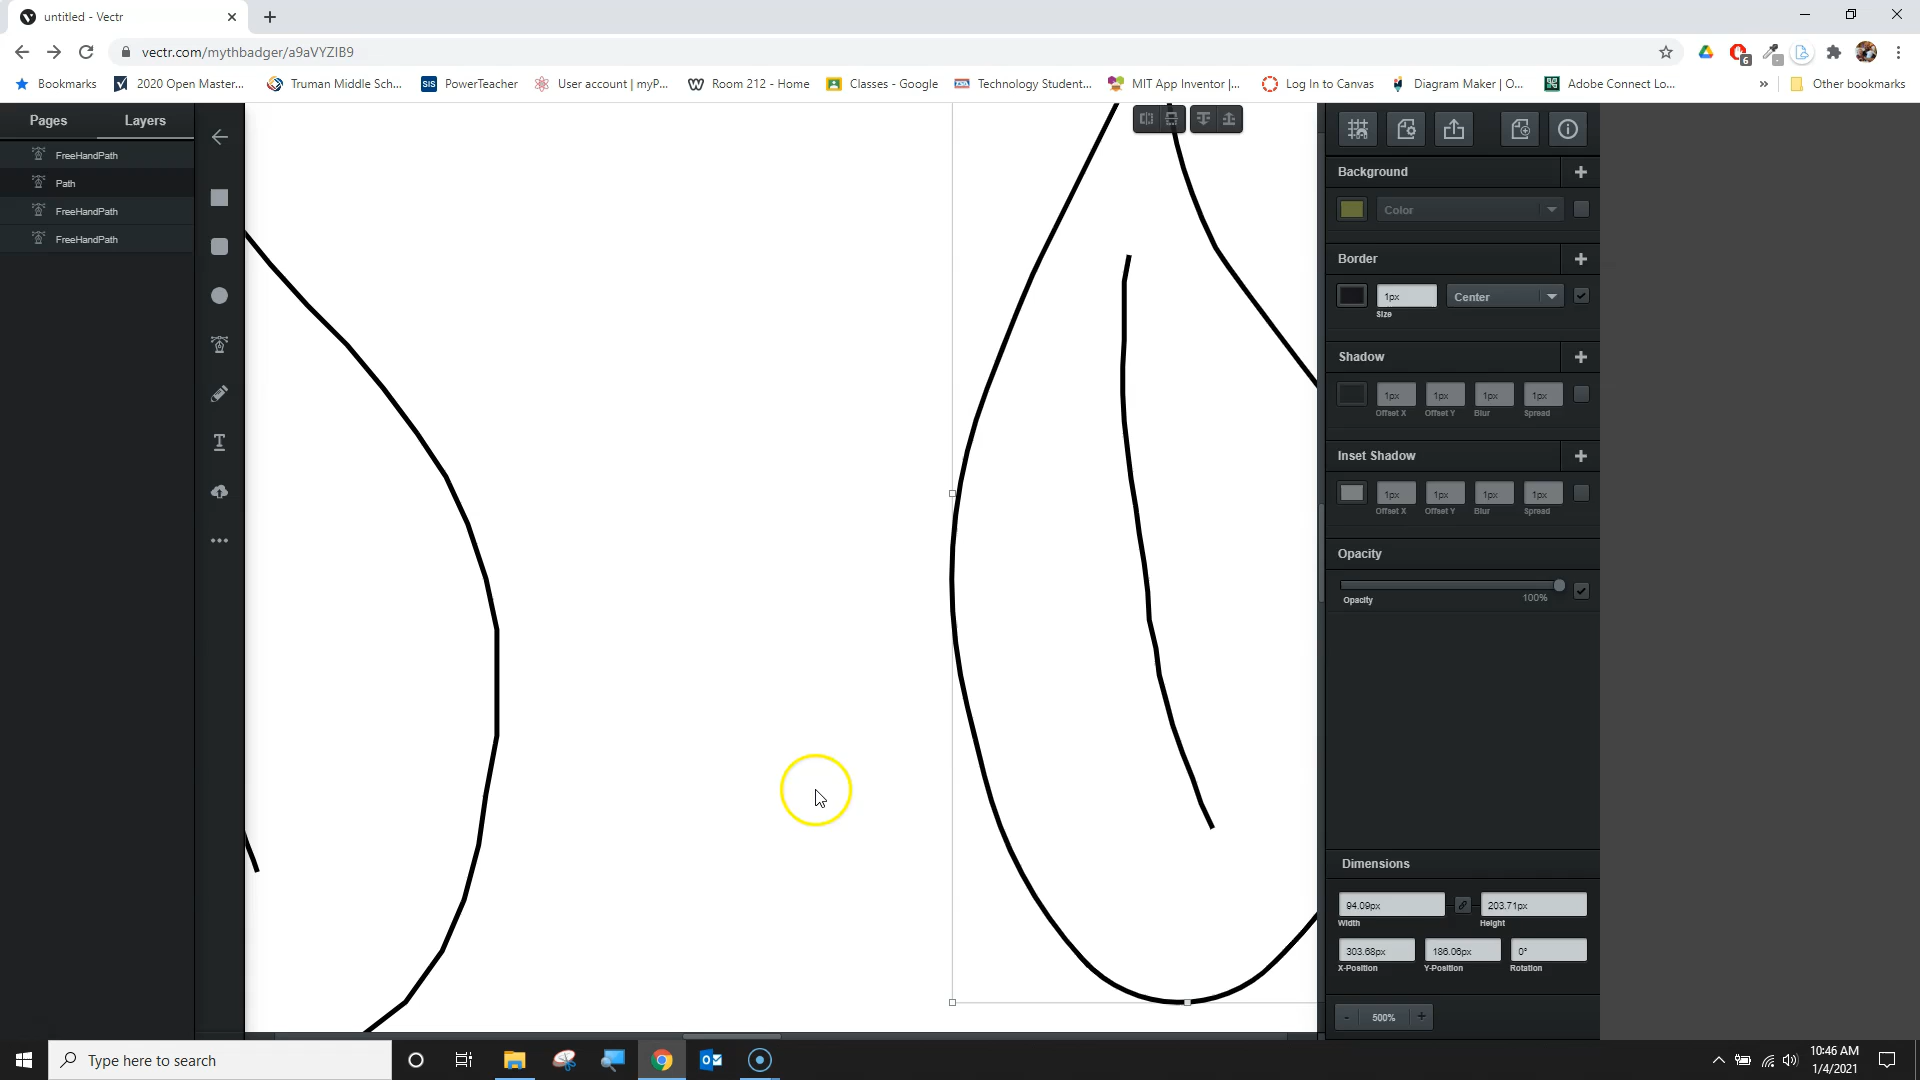 untitled - Vectr
vectr.com/mythbadger/a9aVYZIB9
6
Bookmarks
2020 Open Master...
Truman Middle Sch...
SIS
PowerTeacher
User account | myP...
Room 212 - Home
Classes - Google
Technology Student...
MIT App Inventor |...
Log In to Canvas
Diagram Maker | O...
Adobe Connect Lo...
»
Other bookmarks
Pages
Layers
FreeHandPath
Path
FreeHandPath
FreeHandPath
Background
Color
Border
1px
Center
Size
Shadow
1px 1px 1px 1px
Offset X Offset Y Blur Spread
Inset Shadow
1px 1px 1px 1px
Offset X Offset Y Blur Spread
Opacity
Opacity 100%
Dimensions
94.09px 203.71px
Width Height
303.68px 186.06px 0°
X-Position Y-Position Rotation
- 500% +
Type here to search
10:46 AM
1/4/2021